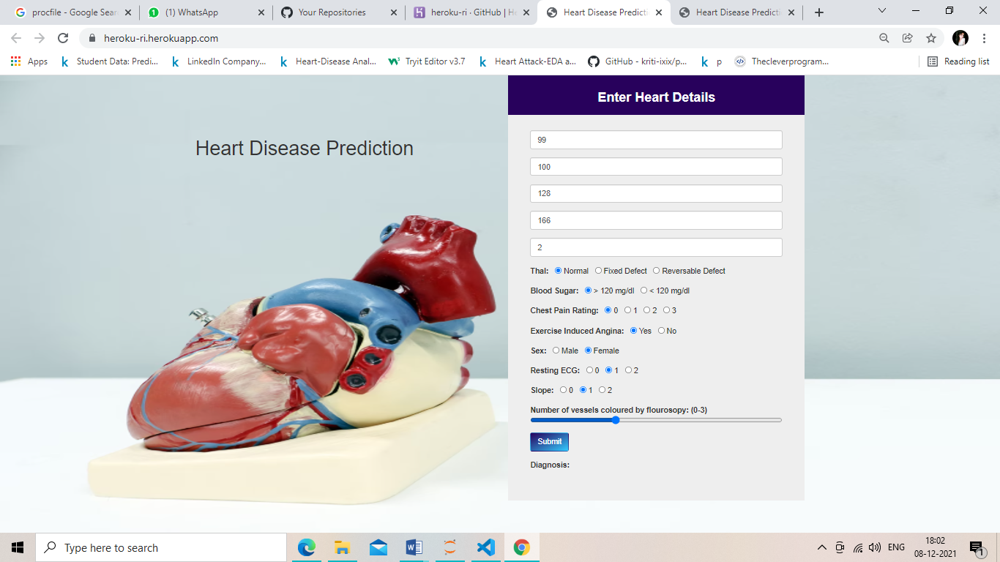 procfile - Google Sear
(1) WhatsApp
Your Repositories
heroku-ri · GitHub | He
Heart Disease Predicti
Heart Disease Predicti
heroku-ri.herokuapp.com
Apps
Student Data: Predi...
LinkedIn Company...
Heart-Disease Anal...
Tryit Editor v3.7
Heart Attack-EDA a...
GitHub - kriti-ixix/p...
p
Thecleverprogram...
Reading list
Heart Disease Prediction
Enter Heart Details
99
100
128
166
2
Thal: Normal Fixed Defect Reversable Defect
Blood Sugar: > 120 mg/dl < 120 mg/dl
Chest Pain Rating: 0 1 2 3
Exercise Induced Angina: Yes No
Sex: Male Female
Resting ECG: 0 1 2
Slope: 0 1 2
Number of vessels coloured by flourosopy: (0-3)
Submit
Diagnosis:
Type here to search
ENG
18:02
08-12-2021
1